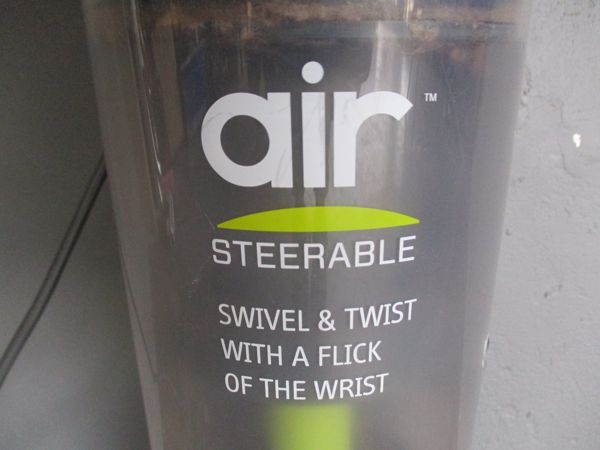 air™
STEERABLE
SWIVEL & TWIST
WITH A FLICK
OF THE WRIST